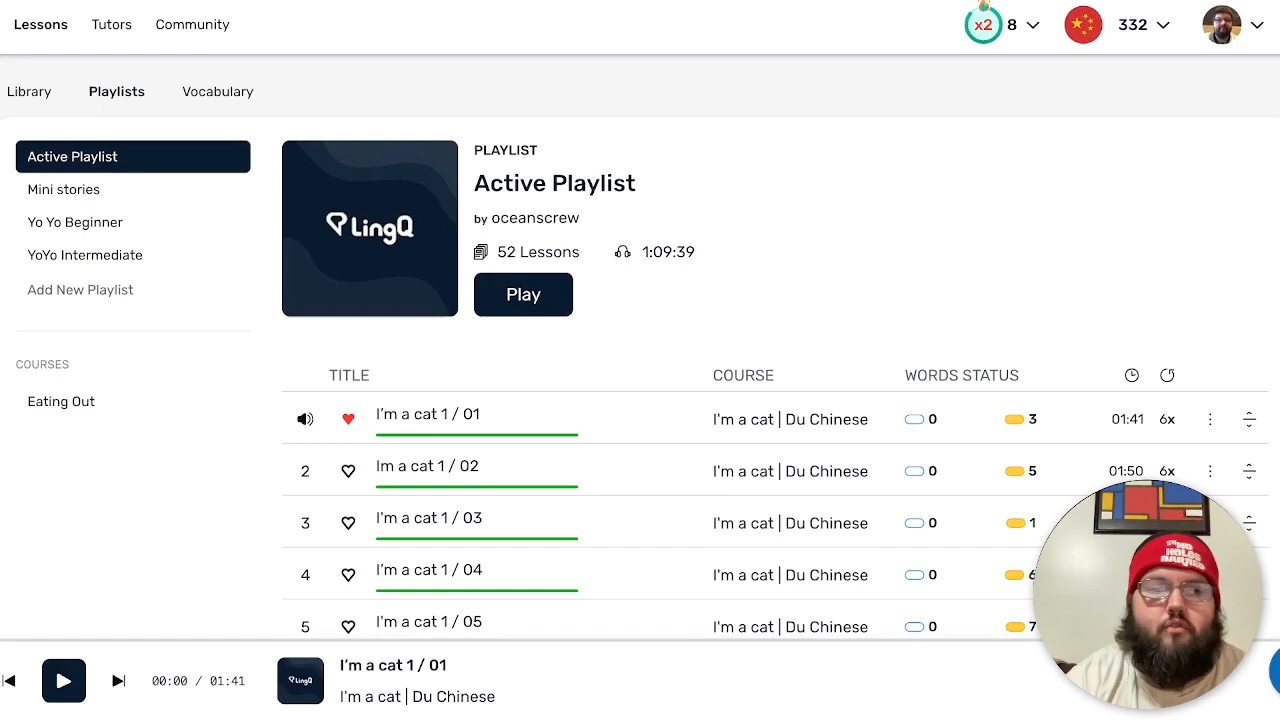 Lessons Tutors Community x2 8 332
Library Playlists Vocabulary
Active Playlist
Mini stories
Yo Yo Beginner
YoYo Intermediate
Add New Playlist
COURSES
Eating Out
LingQ
PLAYLIST
Active Playlist
by oceanscrew
52 Lessons 1:09:39
Play
TITLE COURSE WORDS STATUS
I'm a cat 1 / 01 I'm a cat | Du Chinese 0 3 01:41 6x
2 Im a cat 1 / 02 I'm a cat | Du Chinese 0 5 01:50 6x
3 I'm a cat 1 / 03 I'm a cat | Du Chinese 0 1
4 I'm a cat 1 / 04 I'm a cat | Du Chinese 0 6
5 I'm a cat 1 / 05 I'm a cat | Du Chinese 0 7
NO HOLES BARRED
00:00 / 01:41
LingQ
I'm a cat 1 / 01
I'm a cat | Du Chinese